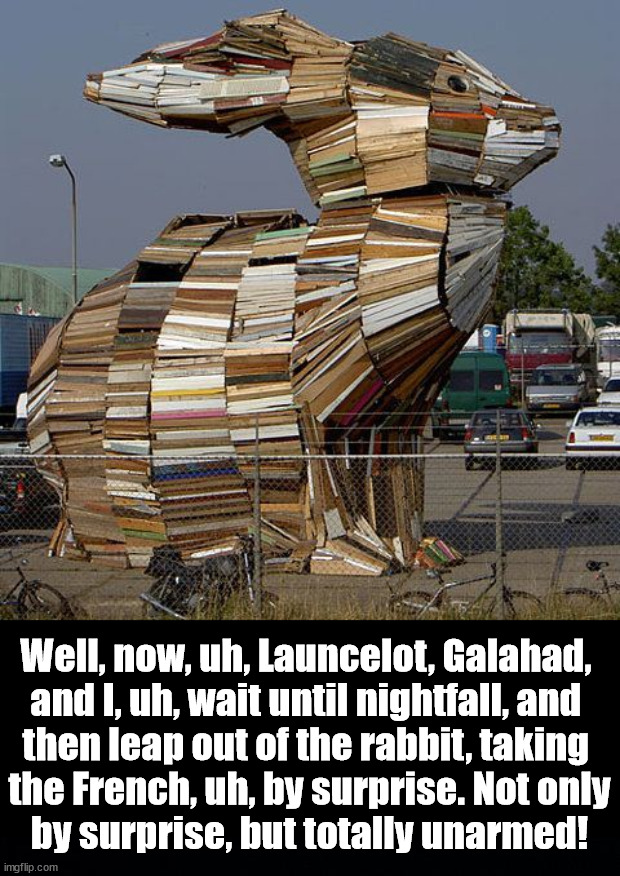 Well, now, uh, Launcelot, Galahad,
and I, uh, wait until nightfall, and
then leap out of the rabbit, taking
the French, uh, by surprise. Not only
by surprise, but totally unarmed!
imgflip.com